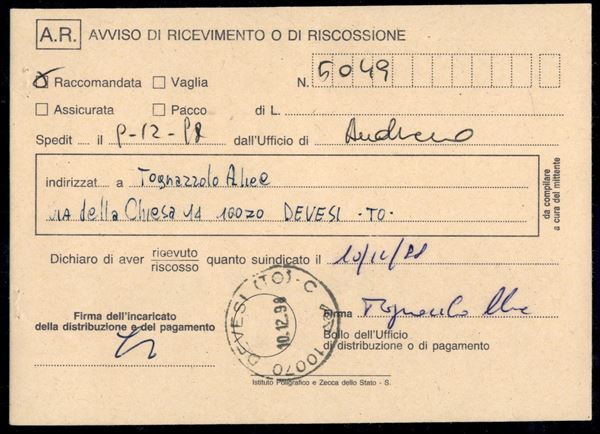 A.R. AVVISO DI RICEVIMENTO O DI RISCOSSIONE
Raccomandata Vaglia N. 5049
Assicurata Pacco di L.
Spedit il 9-12-98 dall'Ufficio di
indirizzat a Tognazzolo Alice
VIA della Chiesa 14 10070 DEVESI - TO -
da compilare
a cura del mittente
Dichiaro di aver ricevuto quanto suindicato il 10/12/98
riscosso
Firma dell'incaricato
della distribuzione e del pagamento
DEVESI (TO) - C 10070
10.12.98
Firma
Bollo dell'Ufficio
di distribuzione o di pagamento
Istituto Poligrafico e Zecca dello Stato - S.